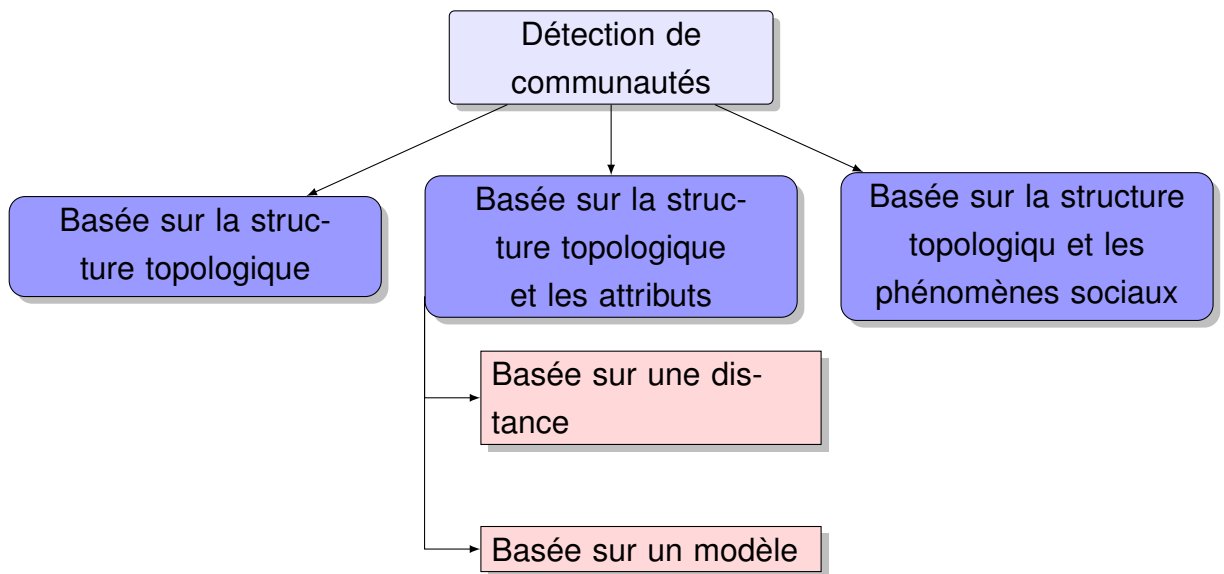 Détection de
communautés
Basée sur la struc-
ture topologique
Basée sur la struc-
ture topologique
et les attributs
Basée sur la structure
topologiqu et les
phénomènes sociaux
Basée sur une dis-
tance
Basée sur un modèle